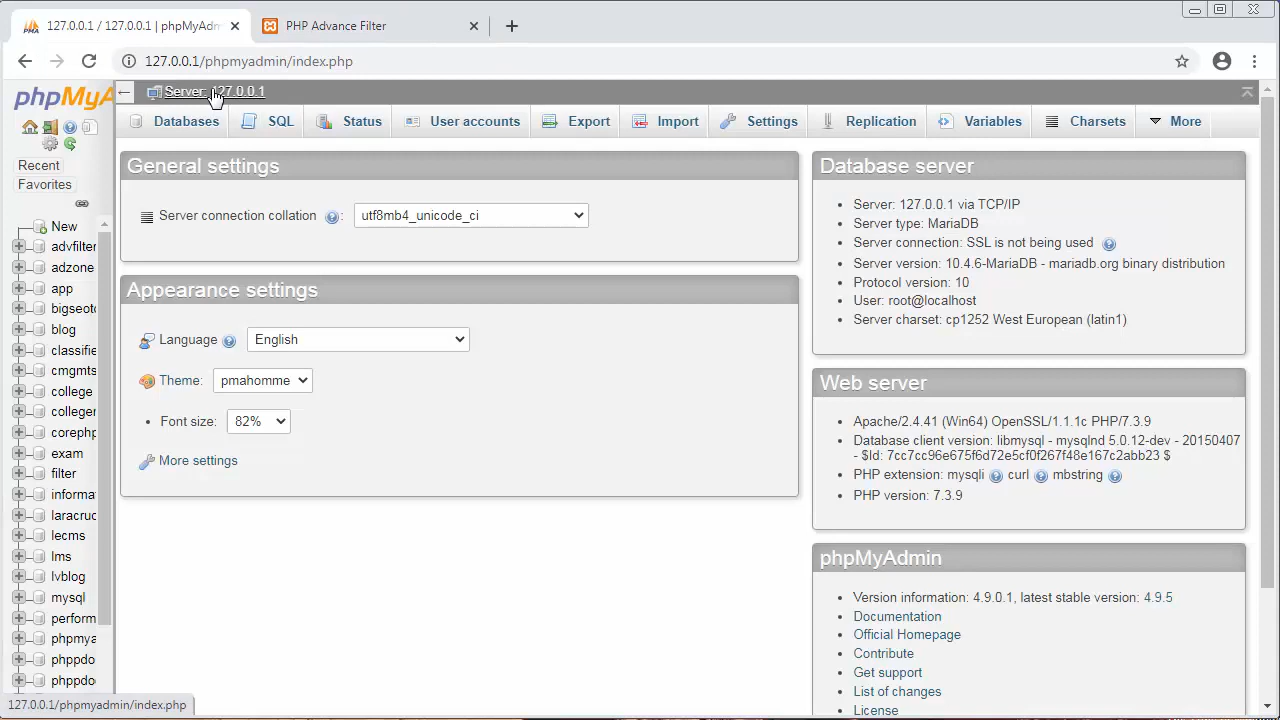 127.0.0.1 / 127.0.0.1 | phpMyAdm
PHP Advance Filter
127.0.0.1/phpmyadmin/index.php
phpMyA
Server: 127.0.0.1
Databases
SQL
Status
User accounts
Export
Import
Settings
Replication
Variables
Charsets
More
Recent
Favorites
New
advfilter
adzone
app
bigseoto
blog
classifie
cmgmts
college
colleger
corephp
exam
filter
informa
laracruc
lecms
lms
lvblog
mysql
perform
phpmya
phppdo
phppdo
General settings
Server connection collation :
utf8mb4_unicode_ci
Appearance settings
Language
English
Theme:
pmahomme
Font size:
82%
More settings
Database server
Server: 127.0.0.1 via TCP/IP
Server type: MariaDB
Server connection: SSL is not being used
Server version: 10.4.6-MariaDB - mariadb.org binary distribution
Protocol version: 10
User: root@localhost
Server charset: cp1252 West European (latin1)
Web server
Apache/2.4.41 (Win64) OpenSSL/1.1.1c PHP/7.3.9
Database client version: libmysql - mysqlnd 5.0.12-dev - 20150407
- $Id: 7cc7cc96e675f6d72e5cf0f267f48e167c2abb23 $
PHP extension: mysqli curl mbstring
PHP version: 7.3.9
phpMyAdmin
Version information: 4.9.0.1, latest stable version: 4.9.5
Documentation
Official Homepage
Contribute
Get support
List of changes
License
127.0.0.1/phpmyadmin/index.php